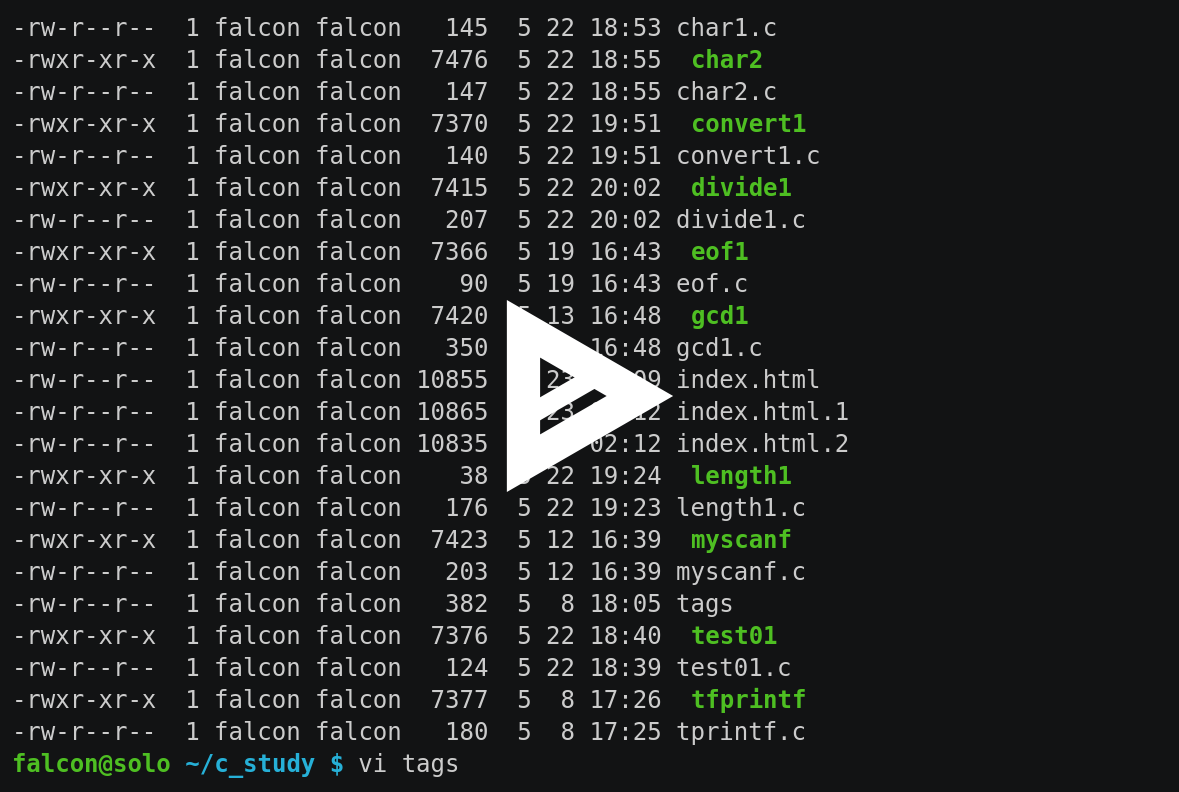 -rw-r--r-- 1 falcon falcon 145 5 22 18:53 char1.c
-rwxr-xr-x 1 falcon falcon 7476 5 22 18:55 char2
-rw-r--r-- 1 falcon falcon 147 5 22 18:55 char2.c
-rwxr-xr-x 1 falcon falcon 7370 5 22 19:51 convert1
-rw-r--r-- 1 falcon falcon 140 5 22 19:51 convert1.c
-rwxr-xr-x 1 falcon falcon 7415 5 22 20:02 divide1
-rw-r--r-- 1 falcon falcon 207 5 22 20:02 divide1.c
-rwxr-xr-x 1 falcon falcon 7366 5 19 16:43 eof1
-rw-r--r-- 1 falcon falcon 90 5 19 16:43 eof.c
-rwxr-xr-x 1 falcon falcon 7420 13 16:48 gcd1
-rw-r--r-- 1 falcon falcon 350 16:48 gcd1.c
-rw-r--r-- 1 falcon falcon 10855 23 index.html
-rw-r--r-- 1 falcon falcon 10865 23 index.html.1
-rw-r--r-- 1 falcon falcon 10835 02:12 index.html.2
-rwxr-xr-x 1 falcon falcon 38 22 19:24 length1
-rw-r--r-- 1 falcon falcon 176 5 22 19:23 length1.c
-rwxr-xr-x 1 falcon falcon 7423 5 12 16:39 myscanf
-rw-r--r-- 1 falcon falcon 203 5 12 16:39 myscanf.c
-rw-r--r-- 1 falcon falcon 382 5 8 18:05 tags
-rwxr-xr-x 1 falcon falcon 7376 5 22 18:40 test01
-rw-r--r-- 1 falcon falcon 124 5 22 18:39 test01.c
-rwxr-xr-x 1 falcon falcon 7377 5 8 17:26 tfprintf
-rw-r--r-- 1 falcon falcon 180 5 8 17:25 tprintf.c
falcon@solo ~/c_study $ vi tags